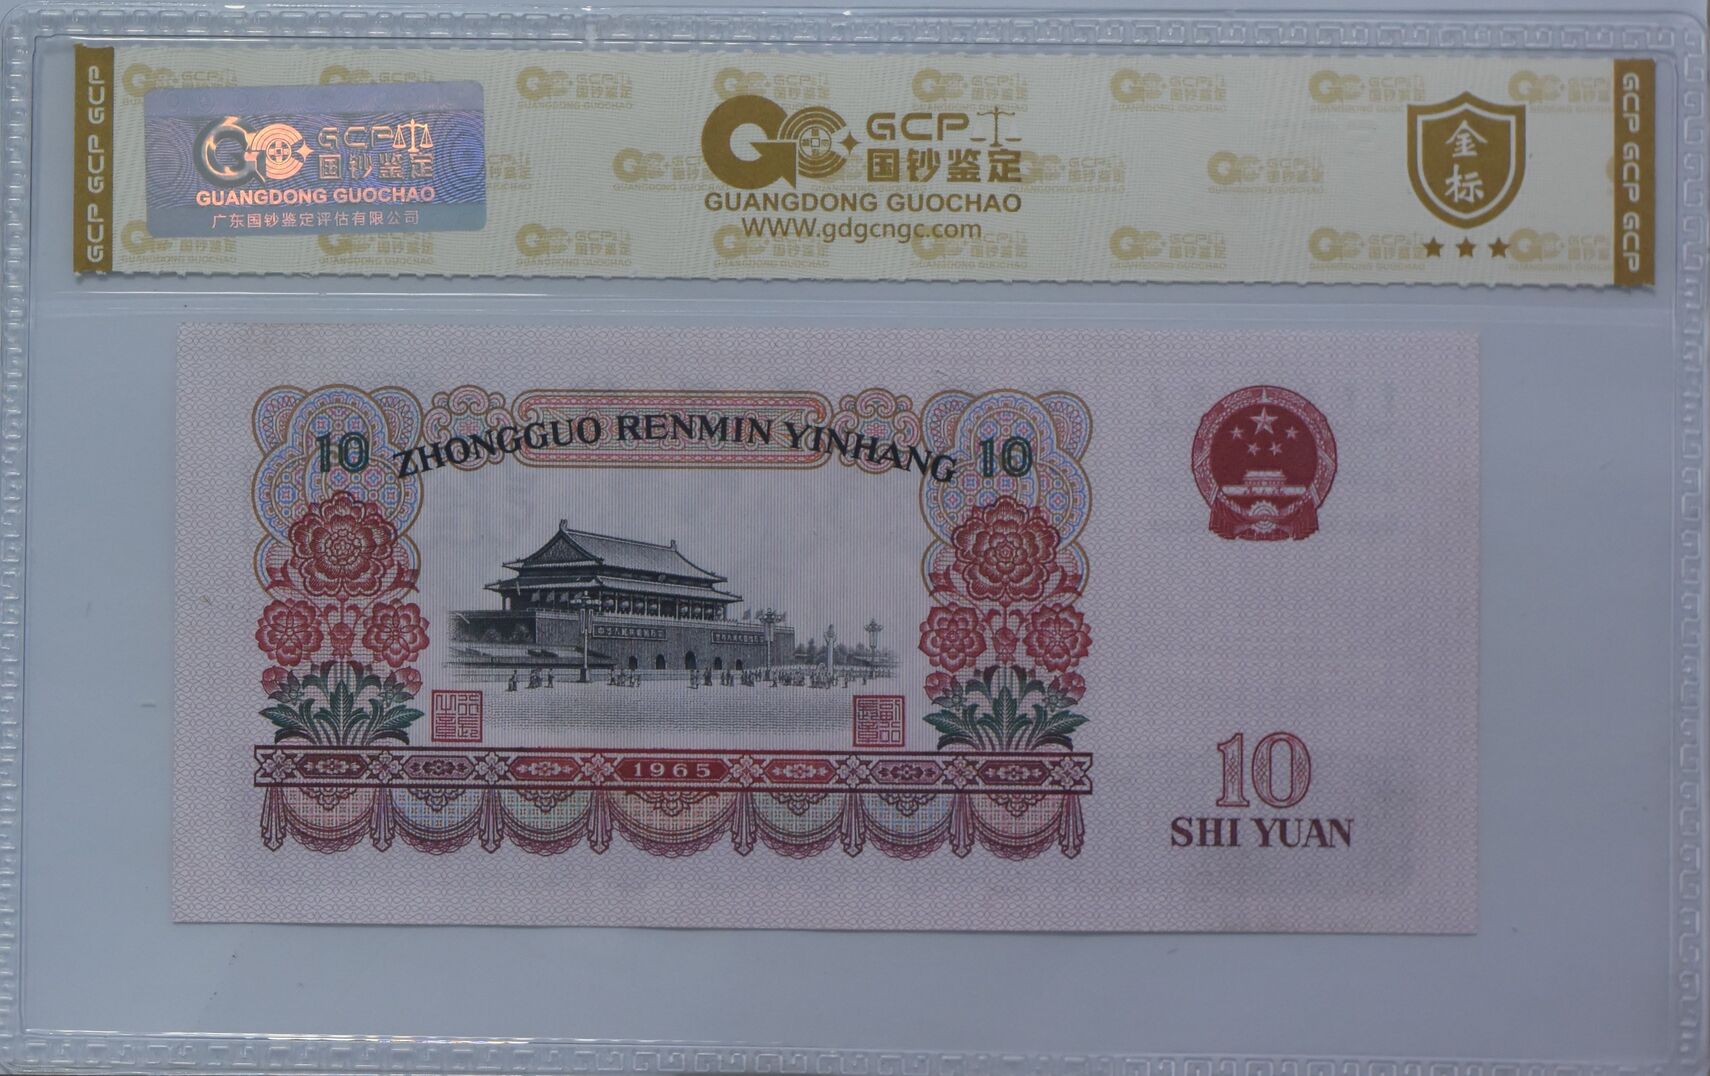 GCP GCP GCP
GCP 国钞鉴定
GUANGDONG GUOCHAO
广东国钞鉴定评估有限公司
GCP
国钞鉴定
GUANGDONG GUOCHAO
WWW.gdgcngc.com
金标
GCP GCP GCP
10 ZHONGGUO RENMIN YINHANG 10
1965
10
SHI YUAN